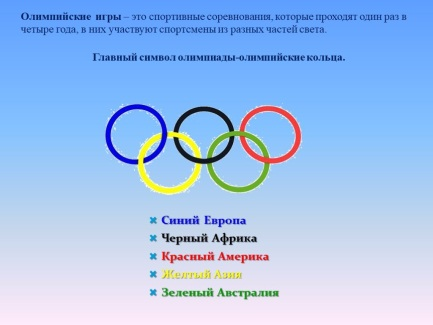 Олимпийские игры – это спортивные соревнования, которые проходят один раз в
четыре года, в них участвуют спортсмены из разных частей света.
Главный символ олимпиады-олимпийские кольца.
Синий Европа
Черный Африка
Красный Америка
Желтый Азия
Зеленый Австралия